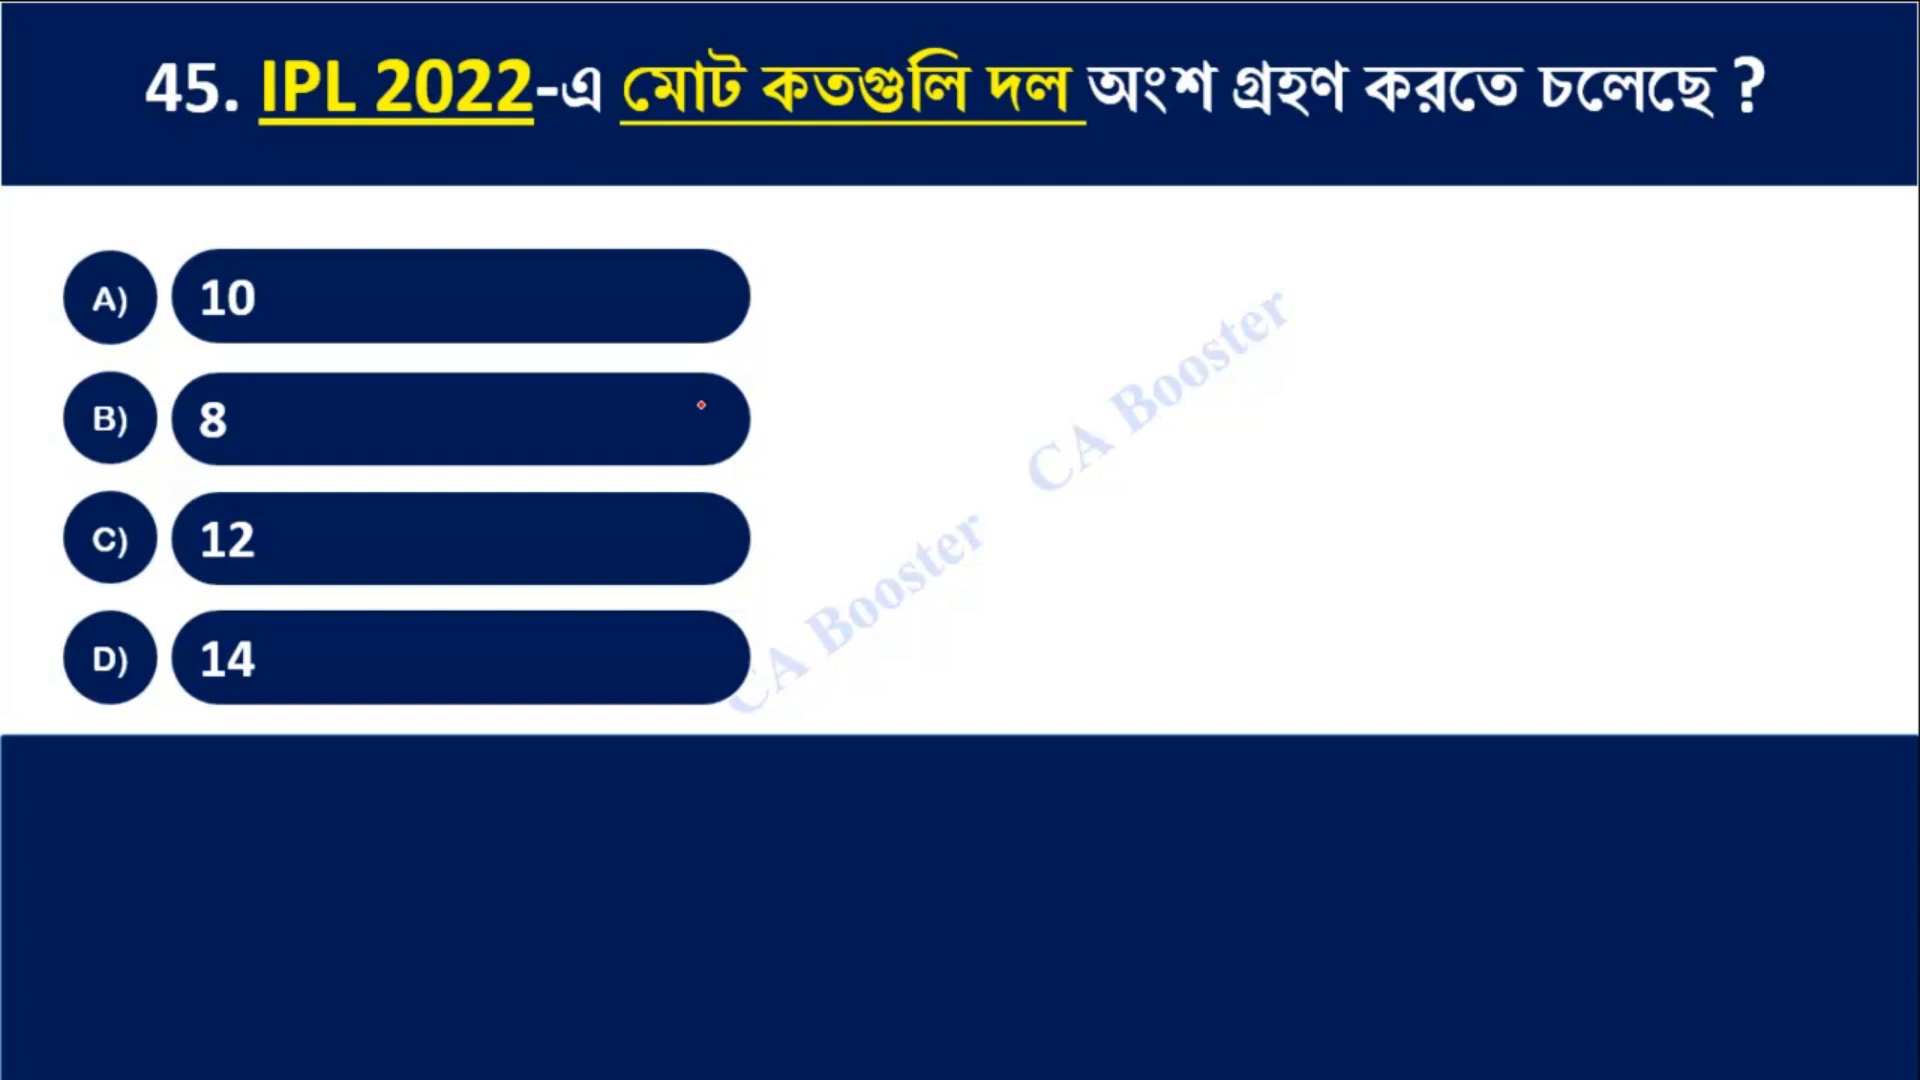 45. IPL 2022-এ মোট কতগুলি দল অংশ গ্রহণ করতে চলেছে ?
A) 10
B) 8
C) 12
D) 14
CA Booster
CA Booster